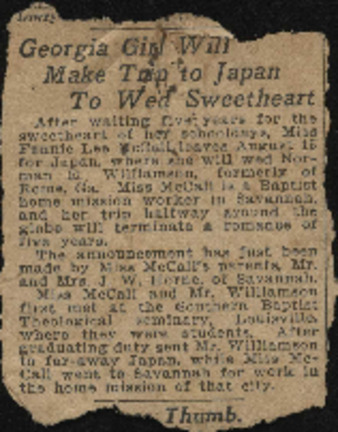 Georgia Girl Will
Make Trip to Japan
To Wed Sweetheart
After waiting five years for the
sweetheart of her schooldays, Miss
Fannie Lee McCall leaves August 15
for Japan, where she will wed Nor-
man F. Williamson, formerly of
Rome, Ga. Miss McCall is a Baptist
home mission worker in Savannah,
and her trip halfway around the
globe will terminate a romance of
five years.
The announcement has just been
made by Miss McCall's parents, Mr.
and Mrs. J. W. Horne, of Savannah.
Miss McCall and Mr. Williamson
first met at the Southern Baptist
Theological seminary, Louisville,
where they were students. After
graduating duty sent Mr. Williamson
to far-away Japan, while Miss Mc-
Call went to Savannah for work in
the home mission of that city.
Thumb.